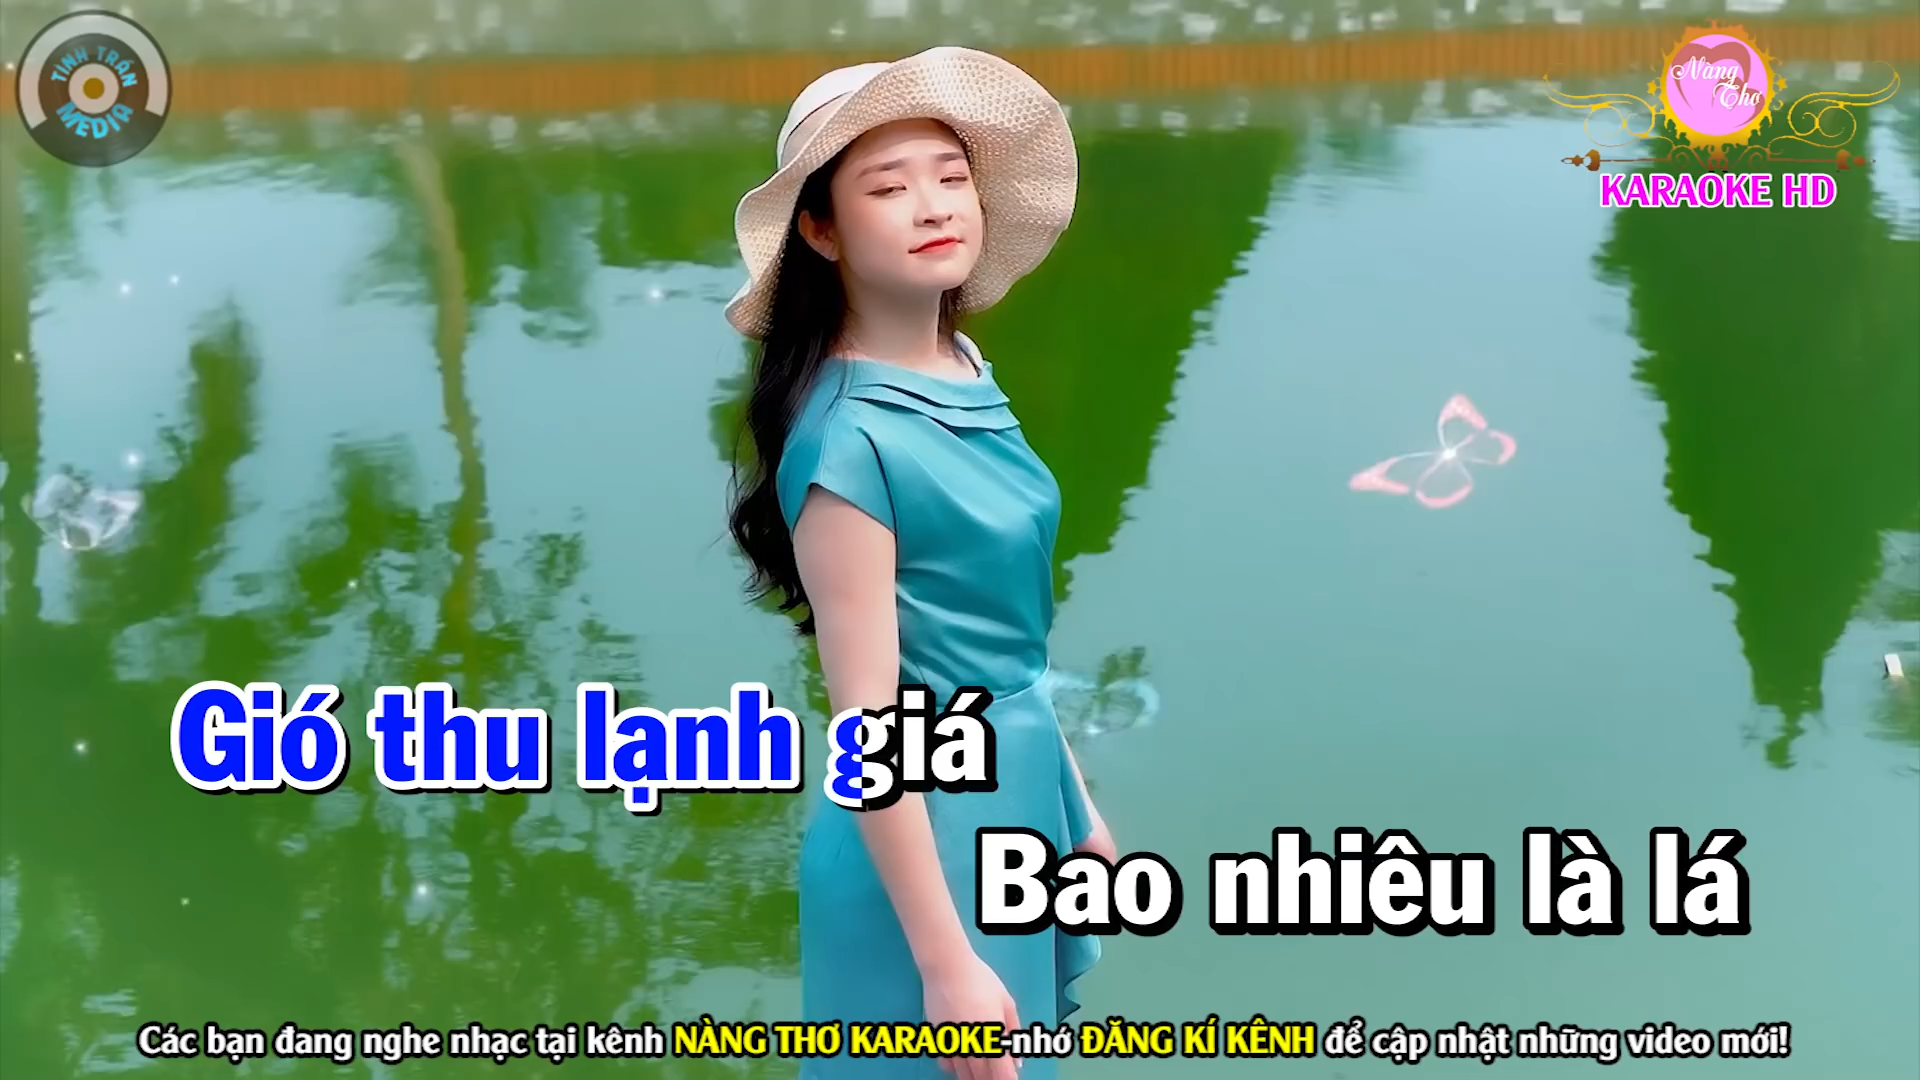 TÌNH TRẦN
MEDIA
Nàng
Thơ
KARAOKE HD
Gió thu lạnh giá
Bao nhiêu là lá
Các bạn đang nghe nhạc tại kênh NÀNG THƠ KARAOKE-nhớ ĐĂNG KÍ KÊNH để cập nhật những video mới!